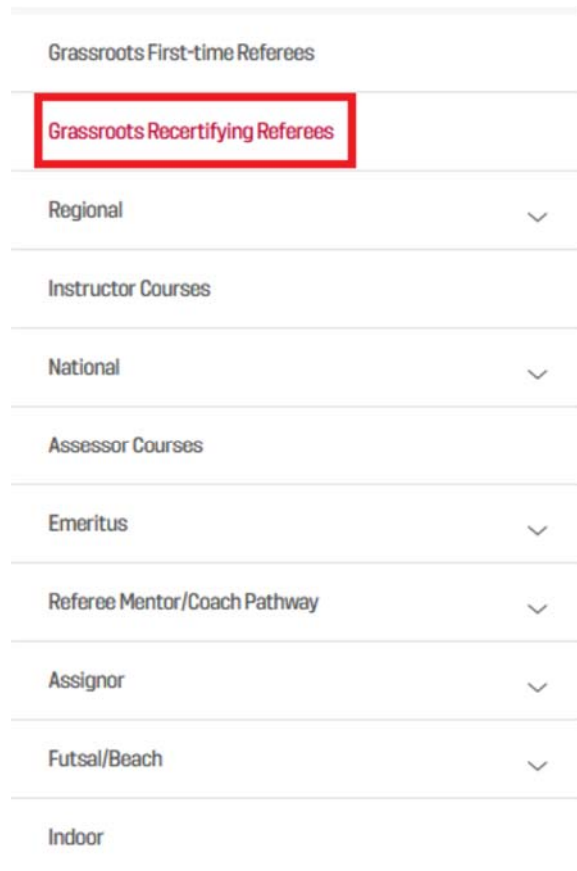 Grassroots First-time Referees
Grassroots Recertifying Referees
Regional
Instructor Courses
National
Assessor Courses
Emeritus
Referee Mentor/Coach Pathway
Assignor
Futsal/Beach
Indoor